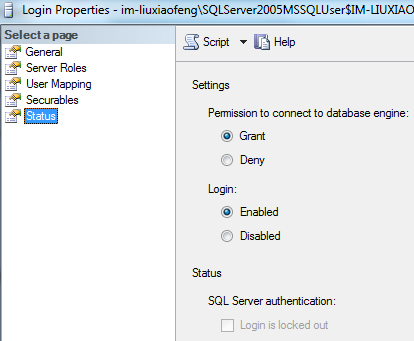 Login Properties - im-liuxiaofeng\SQLServer2005MSSQLUser$IM-LIUXIAO
Select a page
General
Server Roles
User Mapping
Securables
Status
Script
Help
Settings
Permission to connect to database engine:
Grant
Deny
Login:
Enabled
Disabled
Status
SQL Server authentication:
Login is locked out